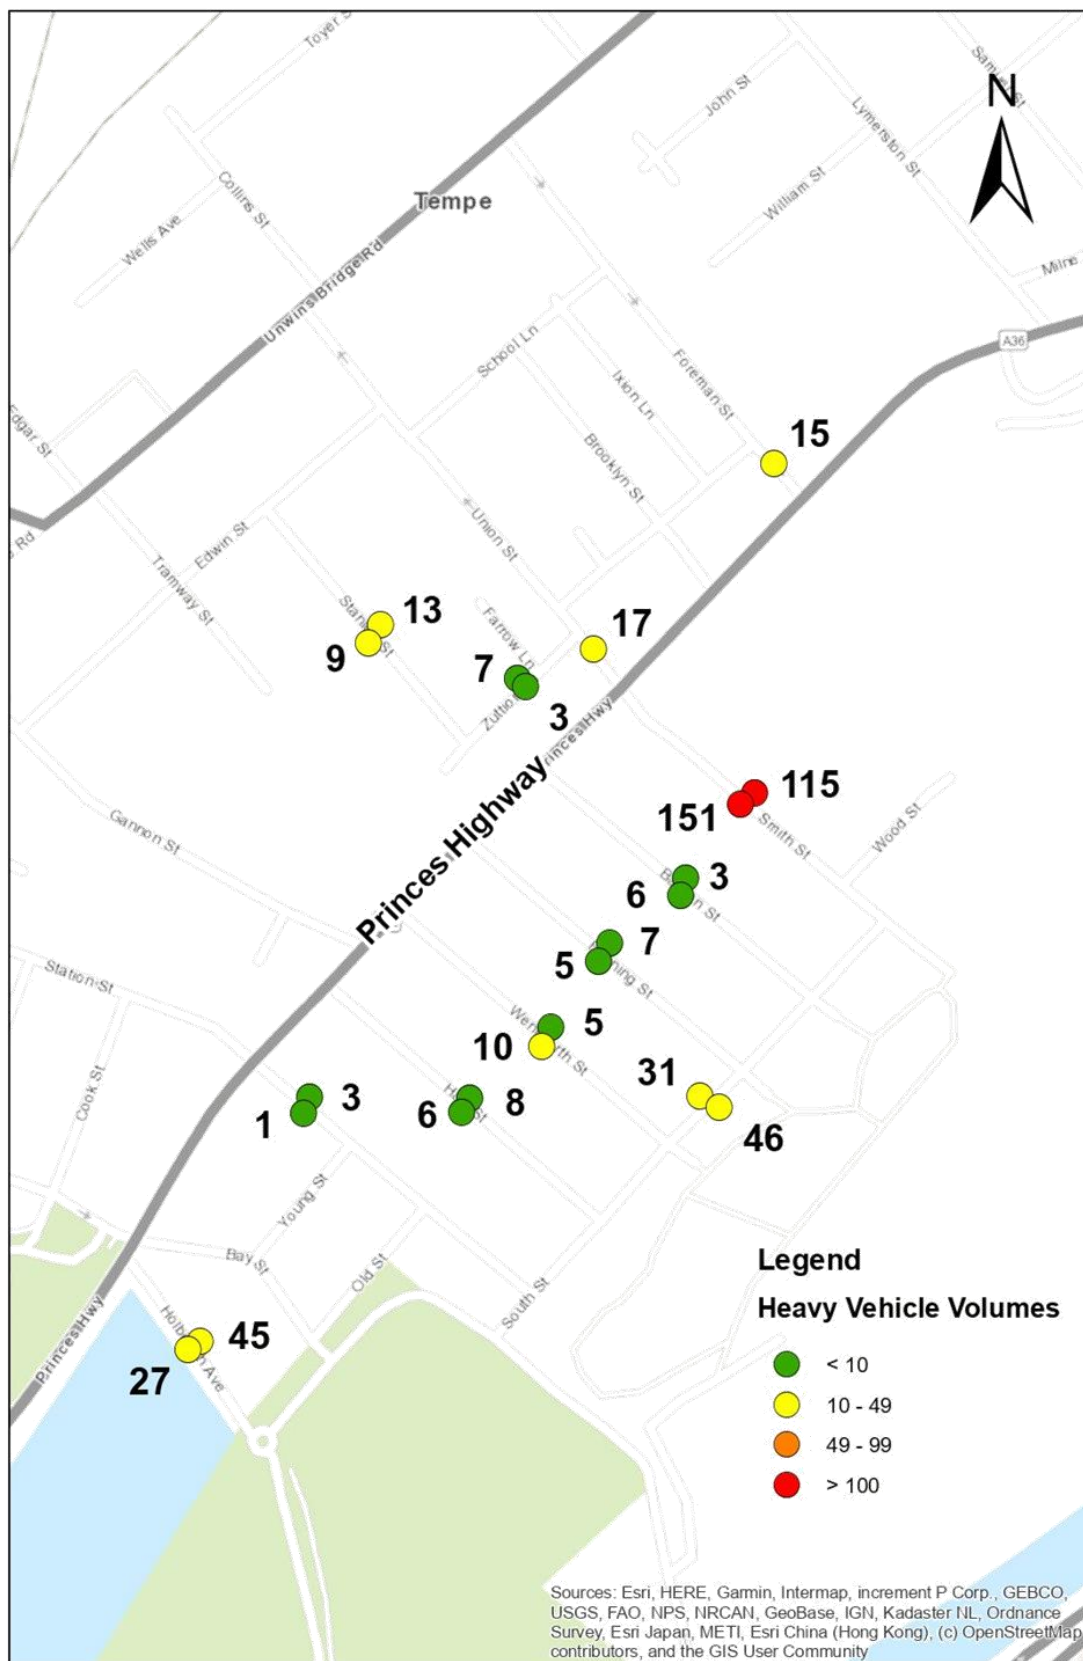 Toyer S
Samuel St
N
John St
Lymerston St
Collins St
Tempe
William St
Wells Ave
Unwins Bridge Rd
Milne
A36
School Ln
Foreman St
Ixion Ln
Edgar St
15
Brooklyn St
Union St
Rd
Edwin St
Tramway St
13
17
9
Farrow Ln
7
3
Princes Highway
115
151
Smith St
Wood St
Gannon St
3
6
7
5
Station St
5
10
31
46
Cook St
3
1
8
6
Young St
Bay St
Old St
South St
Princes Hwy
45
27
Legend
Heavy Vehicle Volumes
< 10
10 - 49
49 - 99
> 100
Sources: Esri, HERE, Garmin, Intermap, increment P Corp., GEBCO,
USGS, FAO, NPS, NRCAN, GeoBase, IGN, Kadaster NL, Ordnance
Survey, Esri Japan, METI, Esri China (Hong Kong), (c) OpenStreetMap
contributors, and the GIS User Community